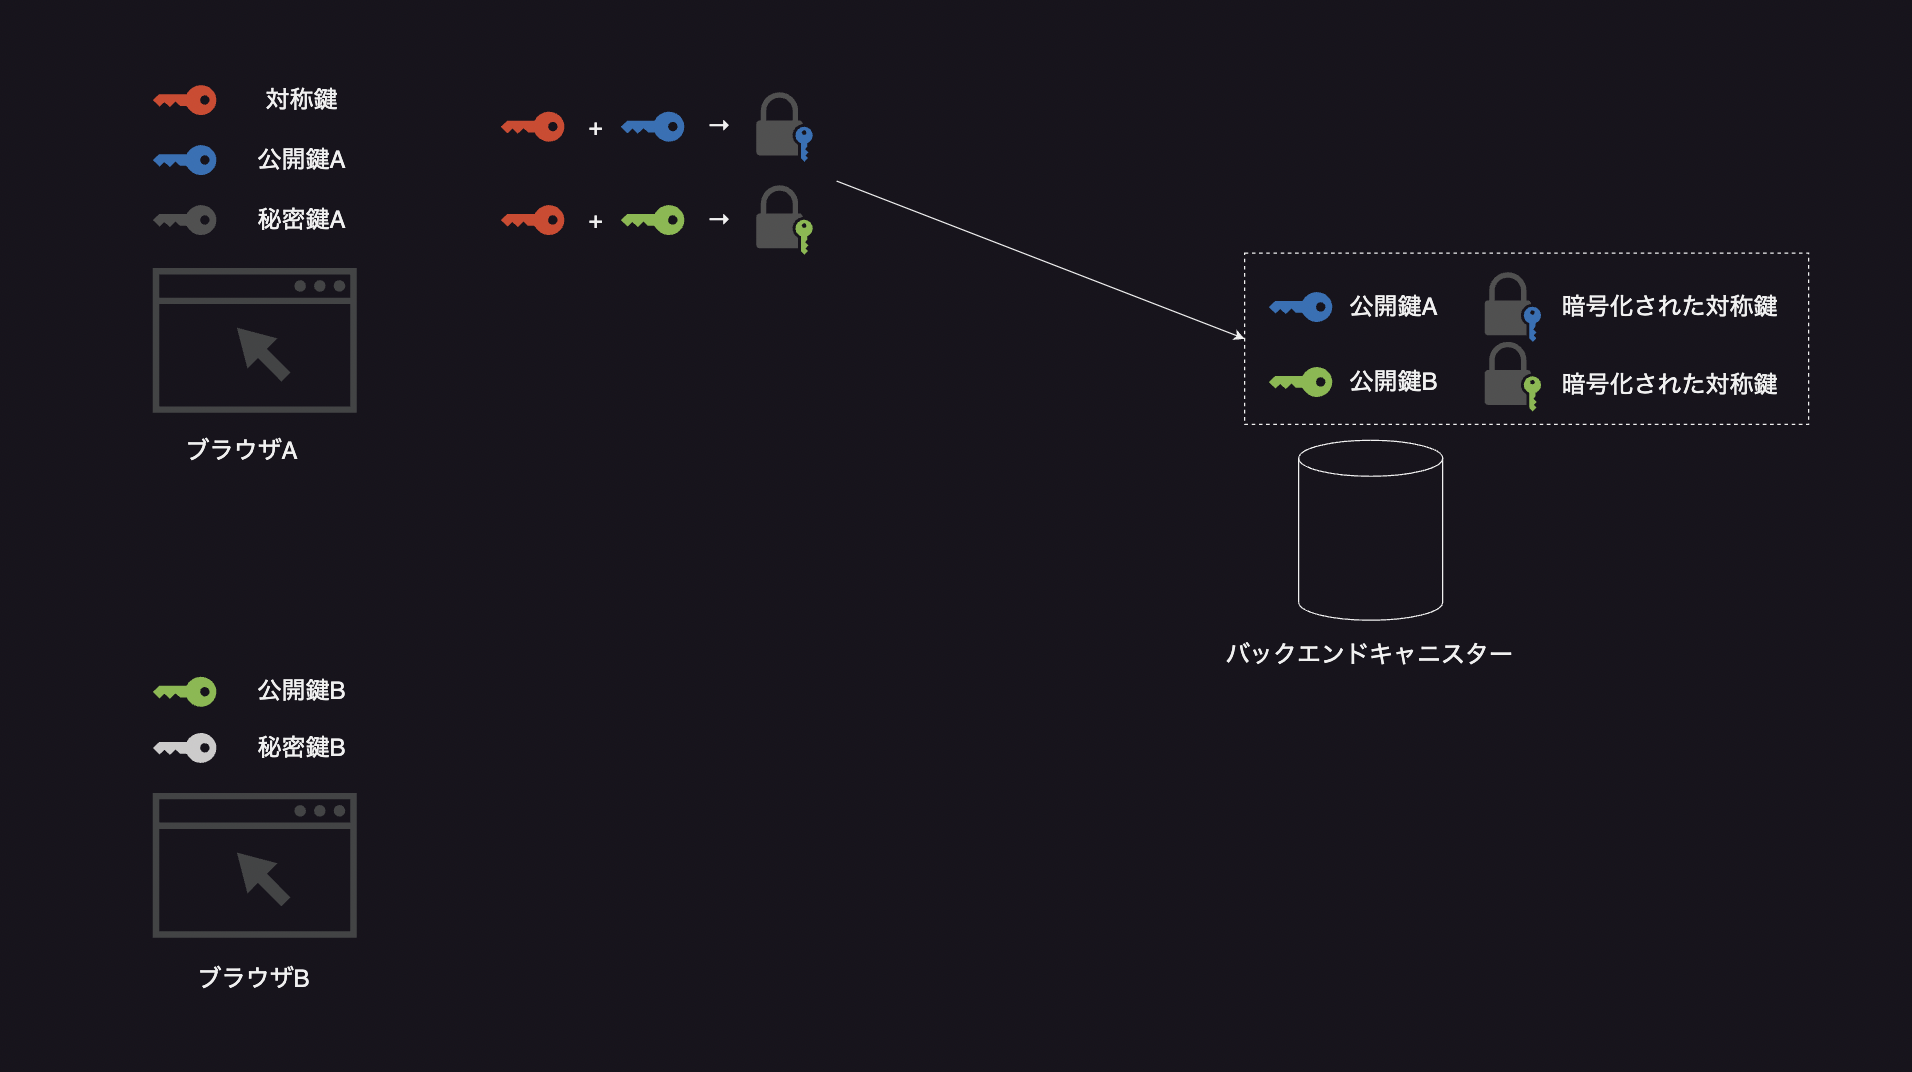 対称鍵
公開鍵A
秘密鍵A
ブラウザA
+ →
+ →
公開鍵A 暗号化された対称鍵
公開鍵B 暗号化された対称鍵
バックエンドキャニスター
公開鍵B
秘密鍵B
ブラウザB